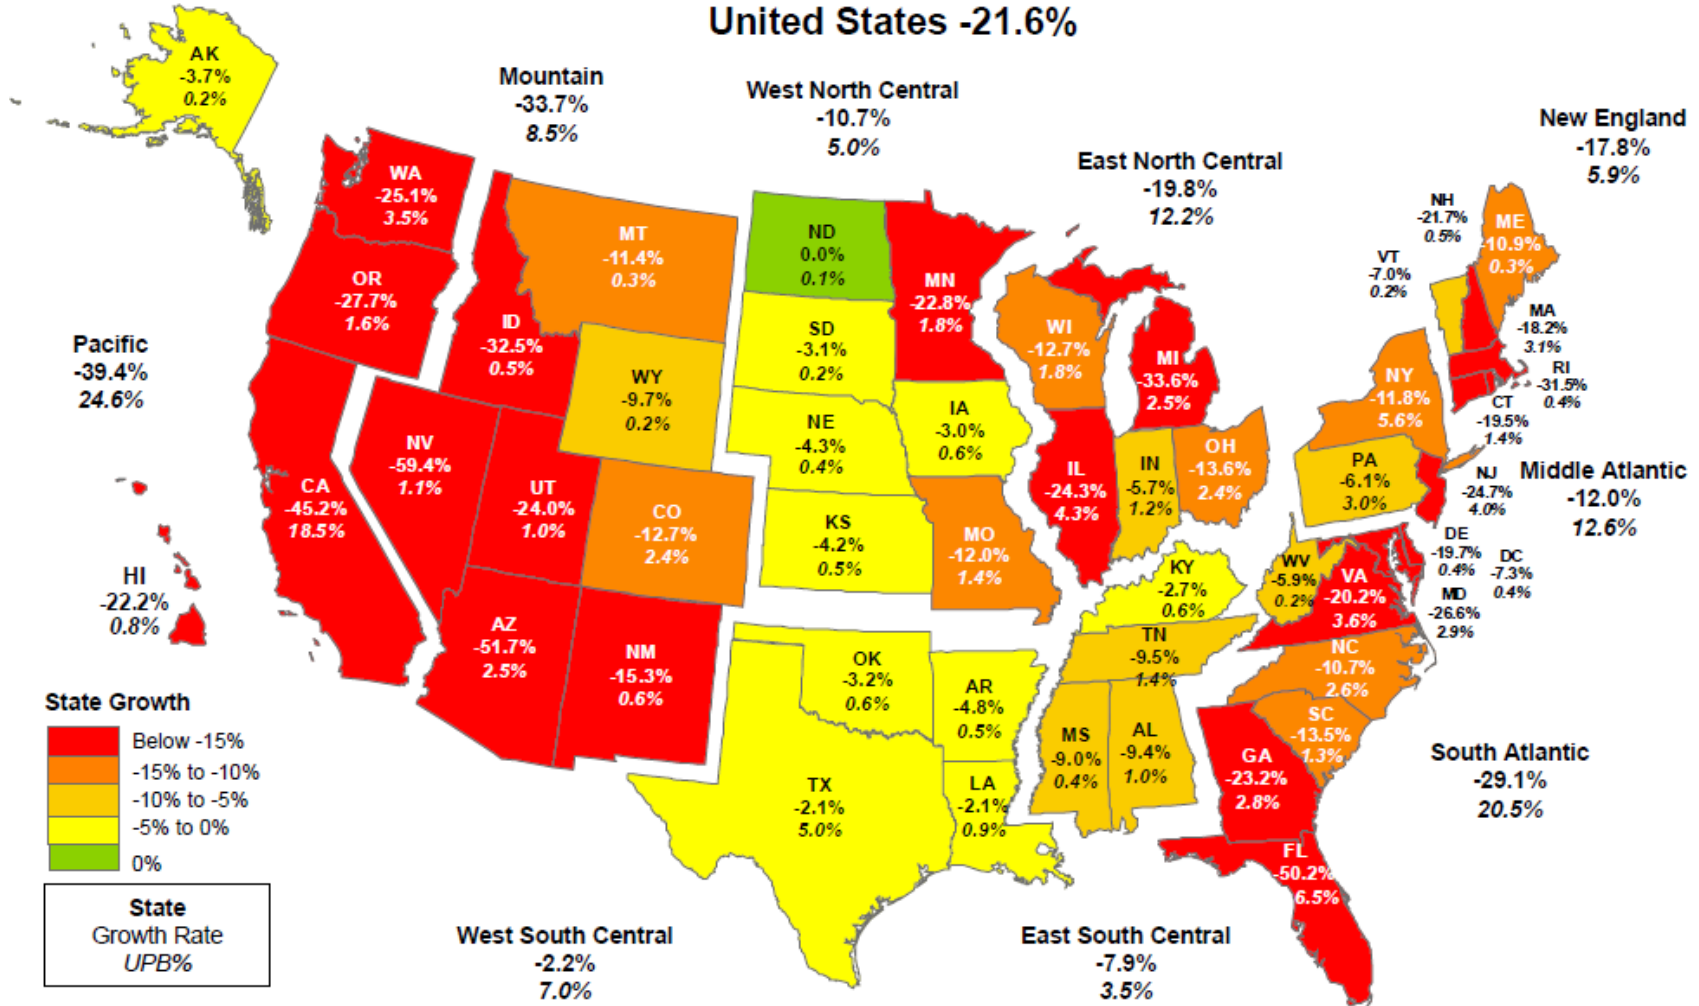 United States -21.6%
AK
-3.7%
0.2%
Mountain
-33.7%
8.5%
West North Central
-10.7%
5.0%
East North Central
-19.8%
12.2%
New England
-17.8%
5.9%
WA
-25.1%
3.5%
OR
-27.7%
1.6%
ID
-32.5%
0.5%
MT
-11.4%
0.3%
WY
-9.7%
0.2%
ND
0.0%
0.1%
SD
-3.1%
0.2%
NE
-4.3%
0.4%
KS
-4.2%
0.5%
MN
-22.8%
1.8%
IA
-3.0%
0.6%
MO
-12.0%
1.4%
WI
-12.7%
1.8%
MI
-33.6%
2.5%
IL
-24.3%
4.3%
IN
-5.7%
1.2%
OH
-13.6%
2.4%
NH
-21.7%
0.5%
VT
-7.0%
0.2%
ME
-10.9%
0.3%
MA
-18.2%
3.1%
RI
-31.5%
0.4%
CT
-19.5%
1.4%
NY
-11.8%
5.6%
PA
-6.1%
3.0%
NJ
-24.7%
4.0%
Middle Atlantic
-12.0%
12.6%
Pacific
-39.4%
24.6%
CA
-45.2%
18.5%
NV
-59.4%
1.1%
UT
-24.0%
1.0%
CO
-12.7%
2.4%
AZ
-51.7%
2.5%
NM
-15.3%
0.6%
HI
-22.2%
0.8%
DE
-19.7%
0.4%
DC
-7.3%
0.4%
MD
-26.6%
2.9%
WV
-5.9%
0.2%
VA
-20.2%
3.6%
KY
-2.7%
0.6%
TN
-9.5%
1.4%
NC
-10.7%
2.6%
SC
-13.5%
1.3%
GA
-23.2%
2.8%
FL
-50.2%
6.5%
OK
-3.2%
0.6%
AR
-4.8%
0.5%
TX
-2.1%
5.0%
LA
-2.1%
0.9%
MS
-9.0%
0.4%
AL
-9.4%
1.0%
South Atlantic
-29.1%
20.5%
West South Central
-2.2%
7.0%
East South Central
-7.9%
3.5%
State Growth
Below -15%
-15% to -10%
-10% to -5%
-5% to 0%
0%
State
Growth Rate
UPB%